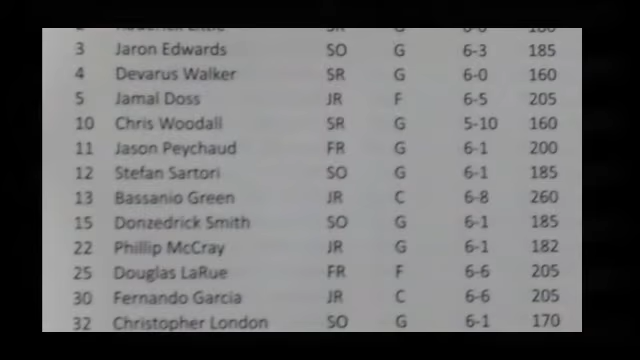 3 Jaron Edwards SO G 6-3 185
4 Devarus Walker SR G 6-0 160
5 Jamal Doss JR F 6-5 205
10 Chris Woodall SR G 5-10 160
11 Jason Peychaud FR G 6-1 200
12 Stefan Sartori SO G 6-1 185
13 Bassanio Green JR C 6-8 260
15 Donzedrick Smith SO G 6-1 185
22 Phillip McCray JR G 6-1 182
25 Douglas LaRue FR F 6-6 205
30 Fernando Garcia JR C 6-6 205
32 Christopher London SO G 6-1 170